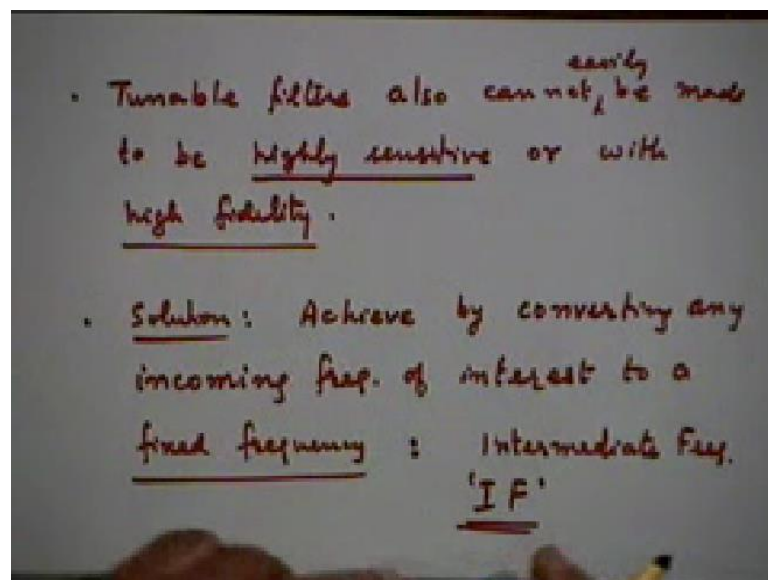 easily
• Tunable filters also cannot, be made
to be highly sensitive or with
high fidelity.
• Solution: Achieve by converting any
incoming freq. of interest to a
fixed frequency : Intermediate Freq.
'IF'